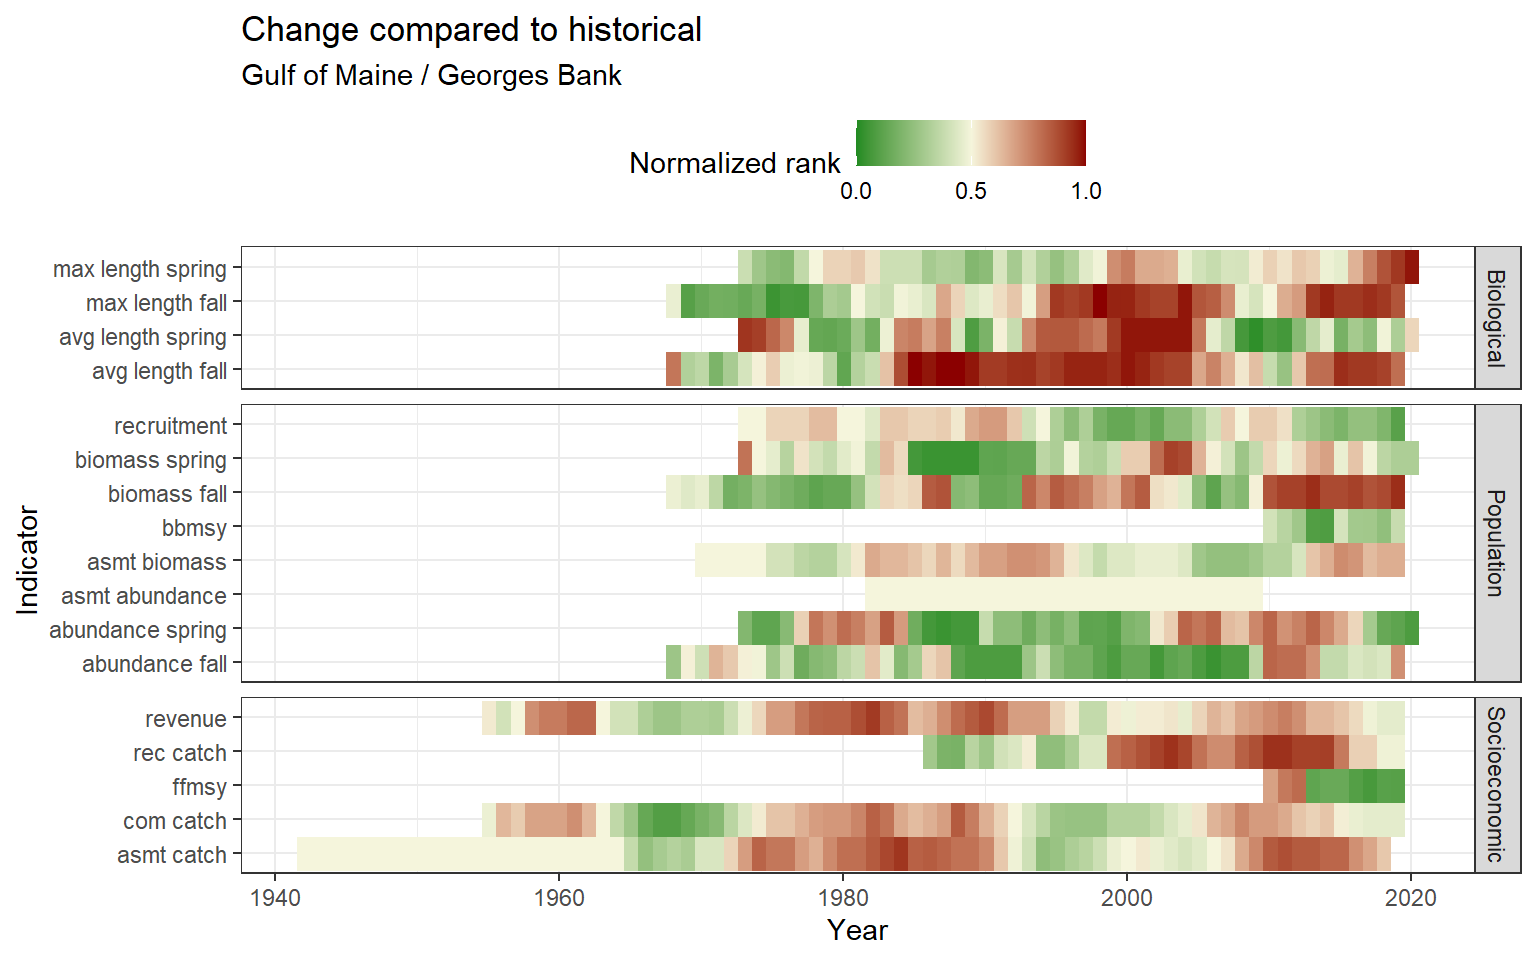 Change compared to historical
Gulf of Maine / Georges Bank
Normalized rank
0.0 0.5 1.0
max length spring
max length fall
avg length spring
avg length fall
Biological
recruitment
biomass spring
biomass fall
bbmsy
asmt biomass
asmt abundance
abundance spring
abundance fall
Population
revenue
rec catch
ffmsy
com catch
asmt catch
Socioeconomic
Indicator
1940 1960 1980 2000 2020
Year